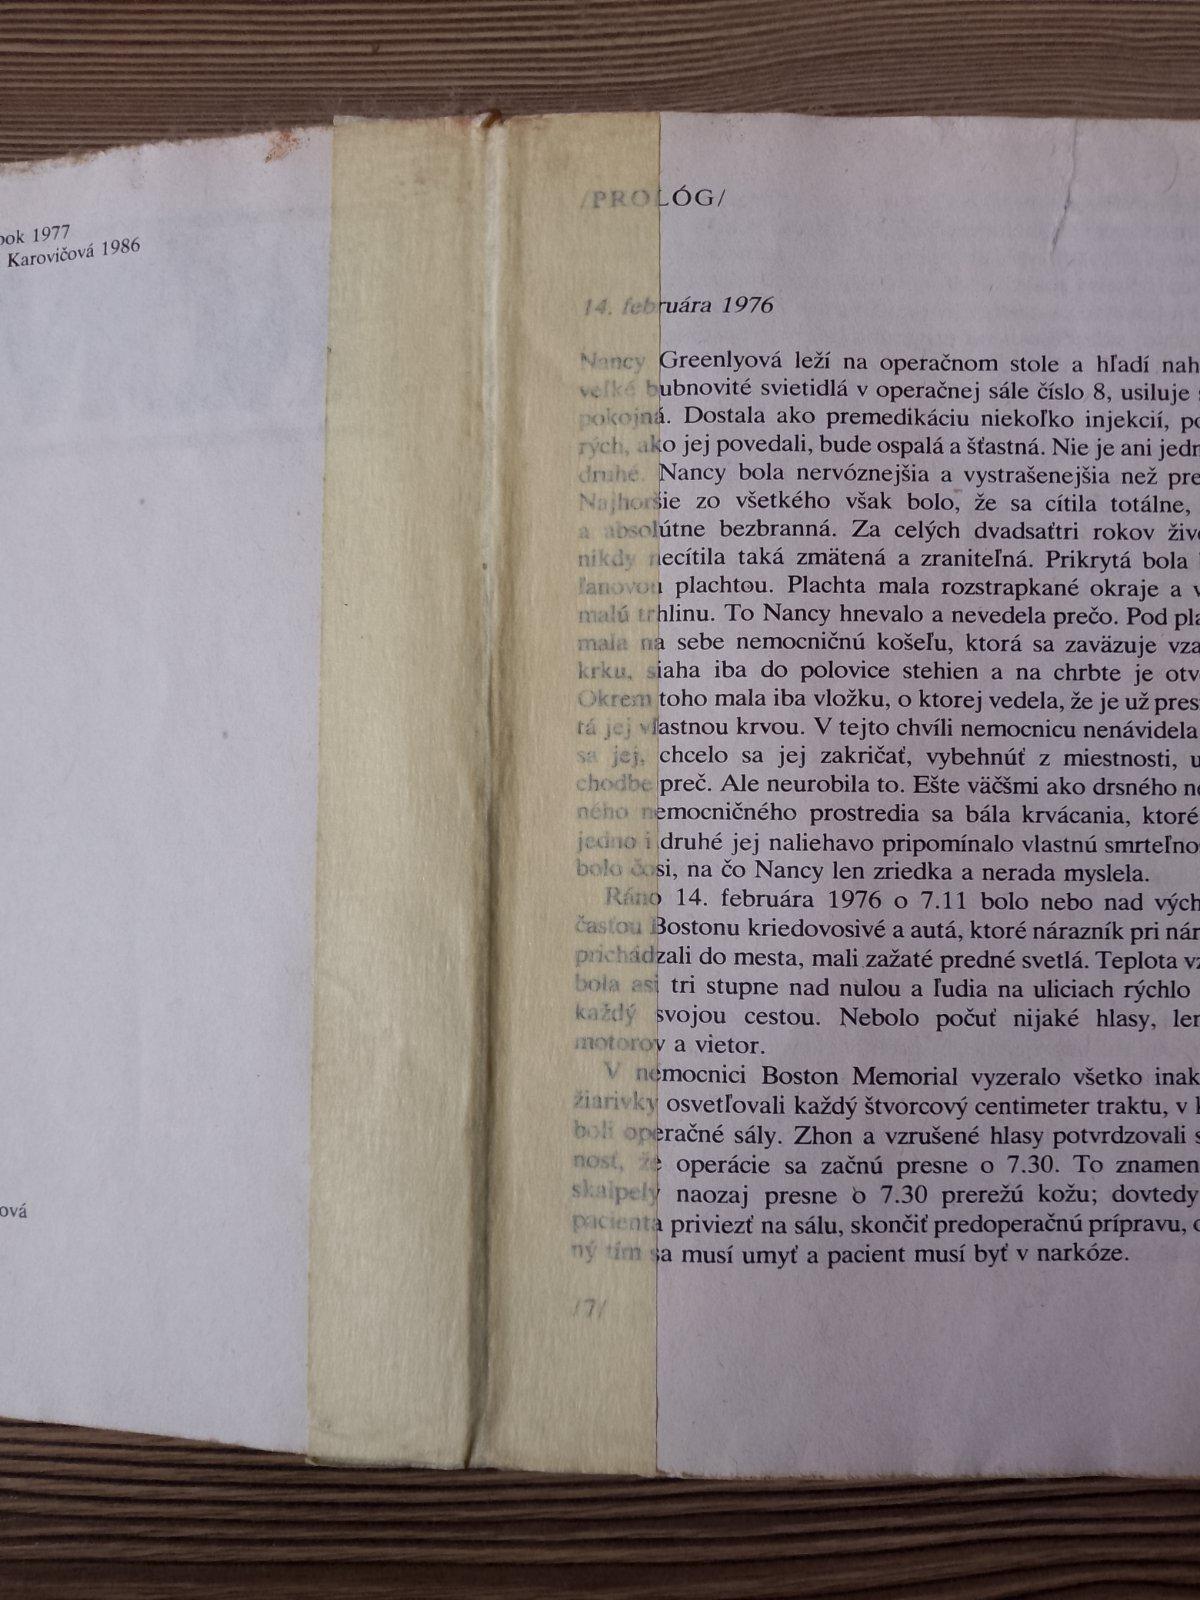 ook 1977
Karovičová 1986
ová
/PROLÓG/
14. februára 1976
Nancy Greenlyová leží na operačnom stole a hľadí nah
veľké bubnovité svietidlá v operačnej sále číslo 8, usiluje
pokojná. Dostala ako premedikáciu niekoľko injekcií, po
rých, ako jej povedali, bude ospalá a šťastná. Nie je ani jedn
druhé. Nancy bola nervóznejšia a vystrašenejšia než pre
Najhoršie zo všetkého však bolo, že sa cítila totálne,
a absolútne bezbranná. Za celých dvadsaťtri rokov živo
nikdy necítila taká zmätená a zraniteľná. Prikrytá bola
ľanovou plachtou. Plachta mala rozstrapkané okraje a v
malú trhlinu. To Nancy hnevalo a nevedela prečo. Pod pla
mala na sebe nemocničnú košeľu, ktorá sa zaväzuje vza
krku, siaha iba do polovice stehien a na chrbte je otv
Okrem toho mala iba vložku, o ktorej vedela, že je už pres
tá jej vlastnou krvou. V tejto chvíli nemocnicu nenávidela
sa jej, chcelo sa jej zakričať, vybehnúť z miestnosti, u
chodbe preč. Ale neurobila to. Ešte väčšmi ako drsného ne
ného nemocničného prostredia sa bála krvácania, ktoré
jedno i druhé jej naliehavo pripomínalo vlastnú smrteľnos
bolo čosi, na čo Nancy len zriedka a nerada myslela.
Ráno 14. februára 1976 o 7.11 bolo nebo nad vých
časťou Bostonu kriedovosivé a autá, ktoré nárazník pri nár
prichádzali do mesta, mali zažaté predné svetlá. Teplota vz
bola asi tri stupne nad nulou a ľudia na uliciach rýchlo
každý svojou cestou. Nebolo počuť nijaké hlasy, len
motorov a vietor.
V nemocnici Boston Memorial vyzeralo všetko inak
žiarivky osvetľovali každý štvorcový centimeter traktu, v k
boli operačné sály. Zhon a vzrušené hlasy potvrdzovali s
nosť, že operácie sa začnú presne o 7.30. To znamen
skalpely naozaj presne o 7.30 prerežú kožu; dovtedy
pacienta priviezť na sálu, skončiť predoperačnú prípravu, o
ný tím sa musí umyť a pacient musí byť v narkóze.
/7/